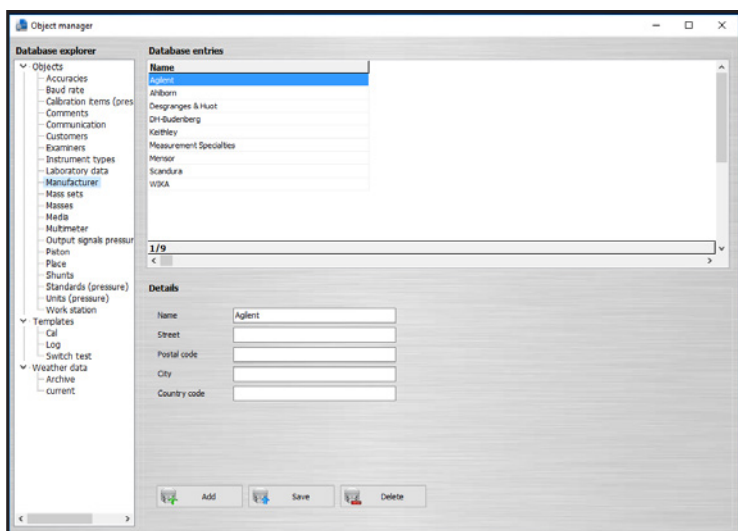 Object manager
Database explorer
Objects
Accuracies
Baud rate
Calibration items (pres
Comments
Communication
Customers
Examiners
Instrument types
Laboratory data
Manufacturer
Mass sets
Masses
Media
Multimeter
Output signals pressur
Piston
Place
Shunts
Standards (pressure)
Units (pressure)
Work station
Templates
Cal
Log
Switch test
Weather data
Archive
current
Database entries
Name
Agilent
Ahlborn
Desgranges & Huot
DH-Budenberg
Keithley
Measurement Specialties
Mensor
Scandura
WIKA
1/9
Details
Name Agilent
Street
Postal code
City
Country code
Add Save Delete